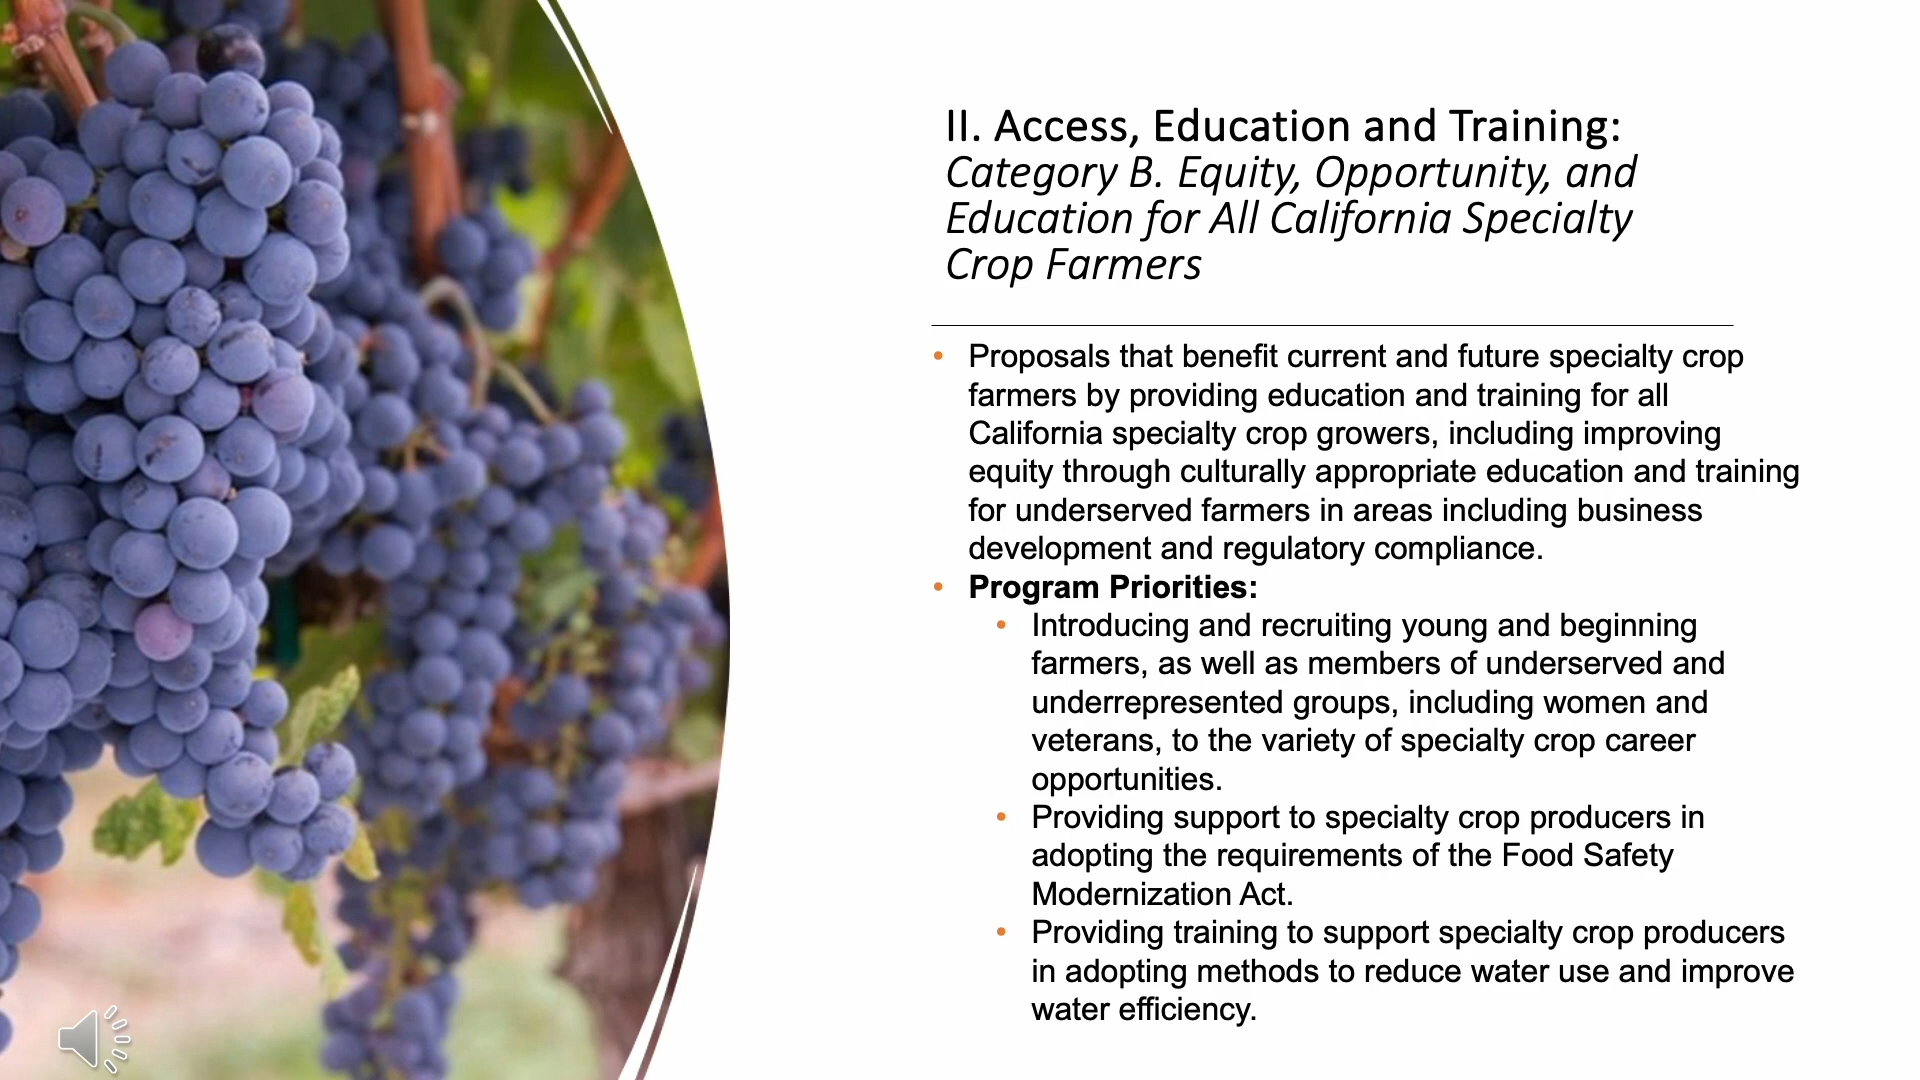 II. Access, Education and Training:
Category B. Equity, Opportunity, and
Education for All California Specialty
Crop Farmers
• Proposals that benefit current and future specialty crop
farmers by providing education and training for all
California specialty crop growers, including improving
equity through culturally appropriate education and training
for underserved farmers in areas including business
development and regulatory compliance.
• Program Priorities:
• Introducing and recruiting young and beginning
farmers, as well as members of underserved and
underrepresented groups, including women and
veterans, to the variety of specialty crop career
opportunities.
• Providing support to specialty crop producers in
adopting the requirements of the Food Safety
Modernization Act.
• Providing training to support specialty crop producers
in adopting methods to reduce water use and improve
water efficiency.